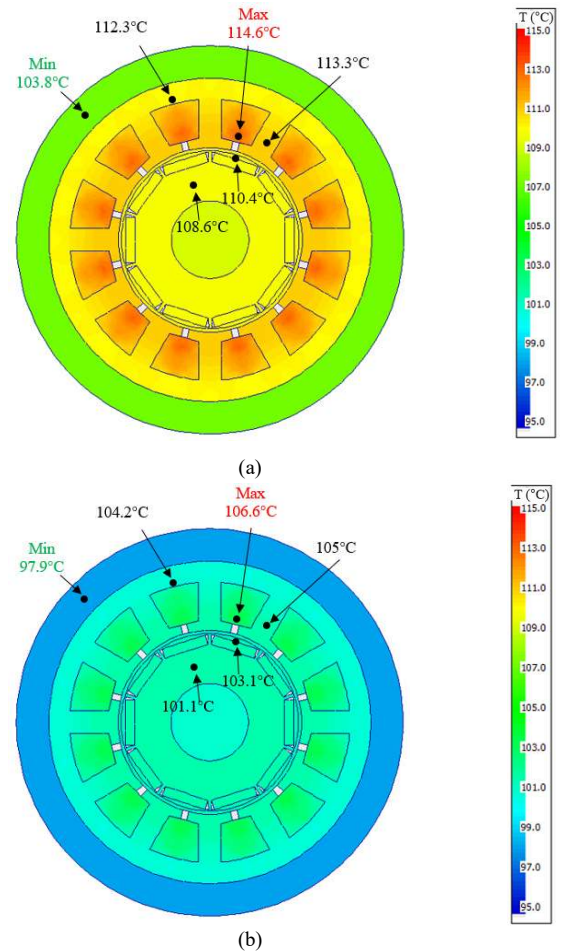 T (°C)
Max
114.6°C
112.3°C
113.3°C
Min
103.8°C
110.4°C
108.6°C
115.0
113.0
111.0
109.0
107.0
105.0
103.0
101.0
99.0
97.0
95.0
(a)
T (°C)
Max
106.6°C
104.2°C
105°C
Min
97.9°C
103.1°C
101.1°C
115.0
113.0
111.0
109.0
107.0
105.0
103.0
101.0
99.0
97.0
95.0
(b)